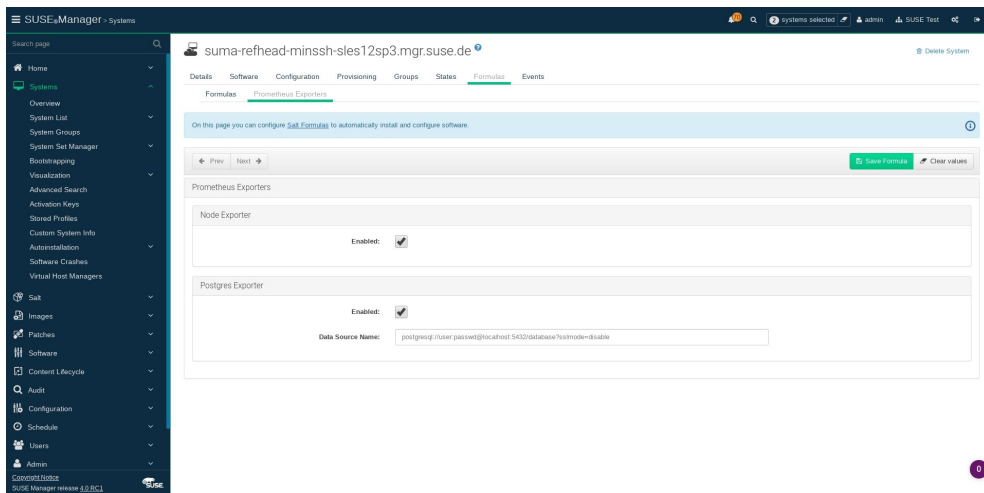 SUSE®Manager > Systems
70
2 systems selected
admin
SUSE Test
Search page
Home
Systems
Overview
System List
System Groups
System Set Manager
Bootstrapping
Visualization
Advanced Search
Activation Keys
Stored Profiles
Custom System Info
Autoinstallation
Software Crashes
Virtual Host Managers
Salt
Images
Patches
Software
Content Lifecycle
Audit
Configuration
Schedule
Users
Admin
Copyright Notice
SUSE Manager release 4.0 RC1
SUSE
suma-refhead-minssh-sles12sp3.mgr.suse.de ?
Delete System
Details Software Configuration Provisioning Groups States Formulas Events
Formulas Prometheus Exporters
On this page you can configure Salt Formulas to automatically install and configure software.
Prev Next
Save Formula Clear values
Prometheus Exporters
Node Exporter
Enabled:
Postgres Exporter
Enabled:
Data Source Name: postgresql://user:passwd@localhost:5432/database?sslmode=disable
0